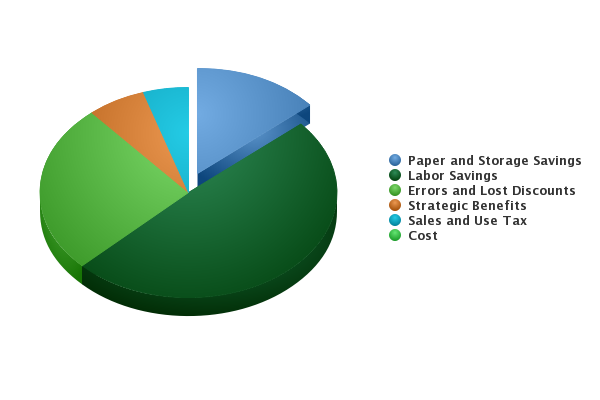 Paper and Storage Savings
Labor Savings
Errors and Lost Discounts
Strategic Benefits
Sales and Use Tax
Cost